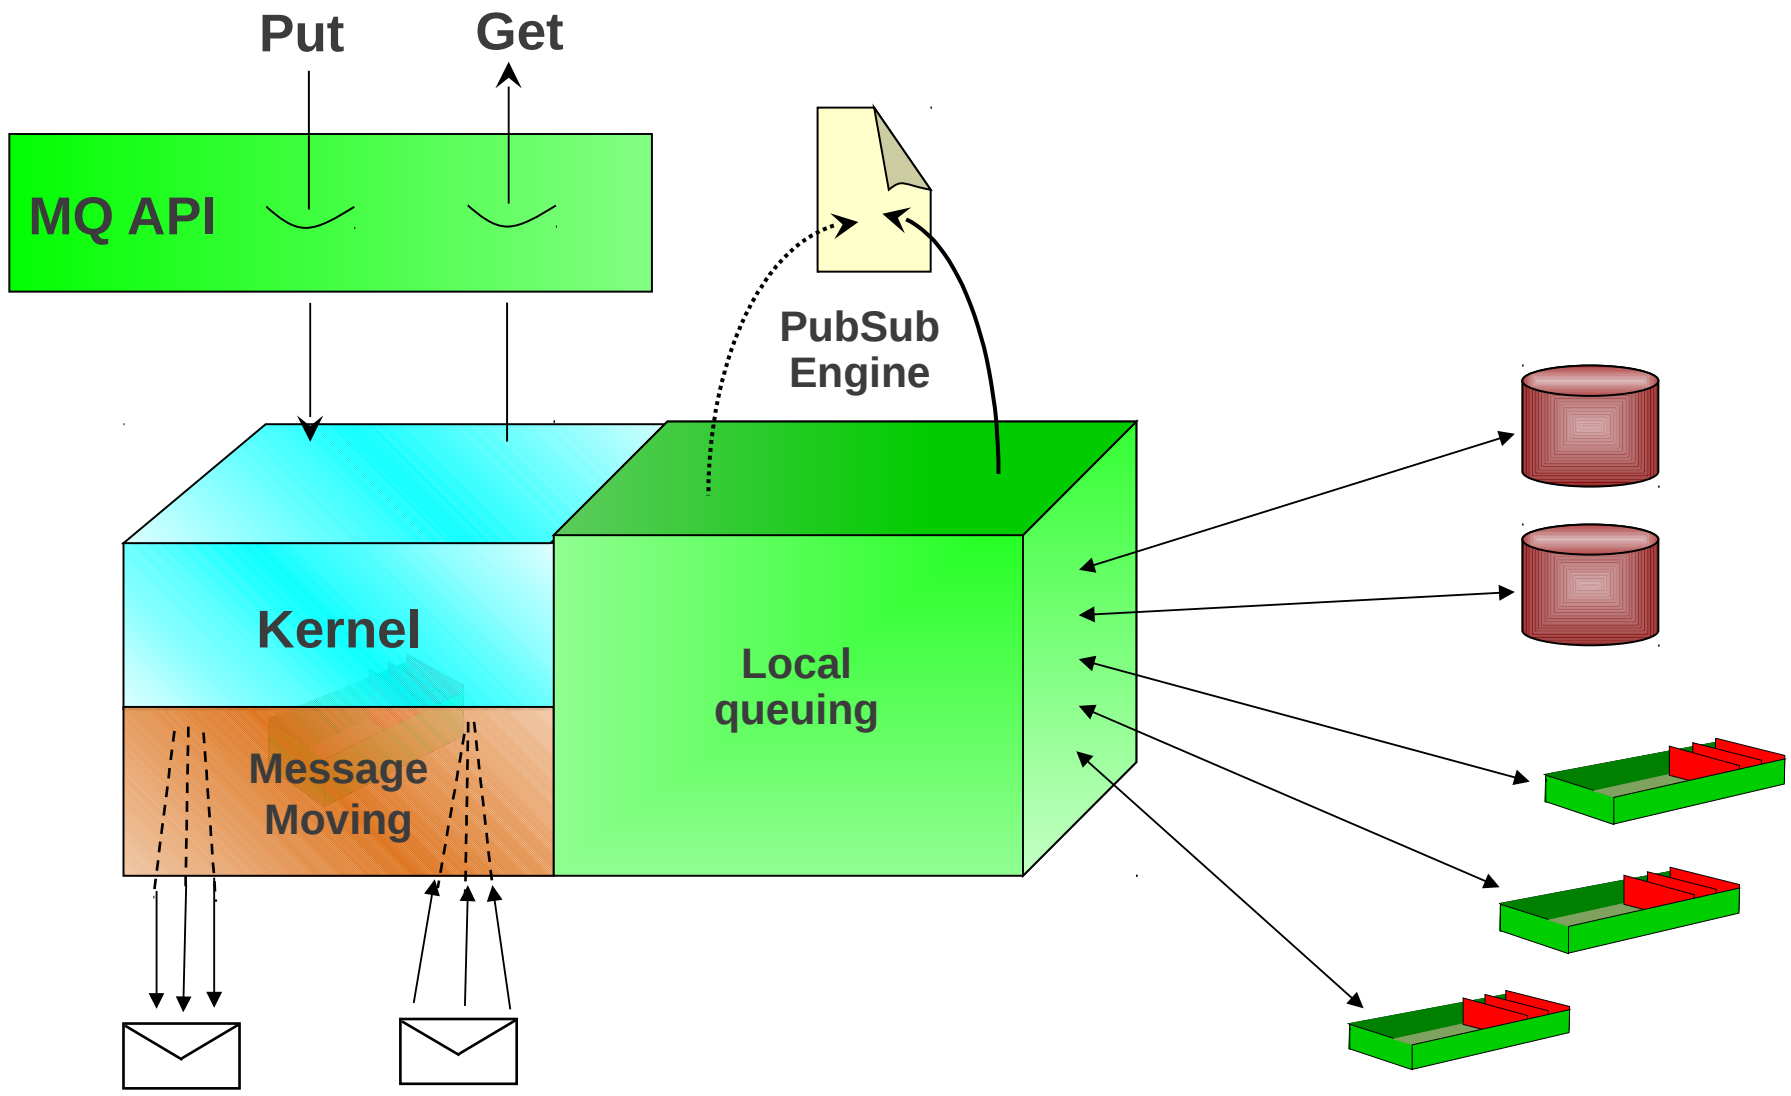 Put
Get
MQ API
PubSub
Engine
Kernel
Local
queuing
Message
Moving